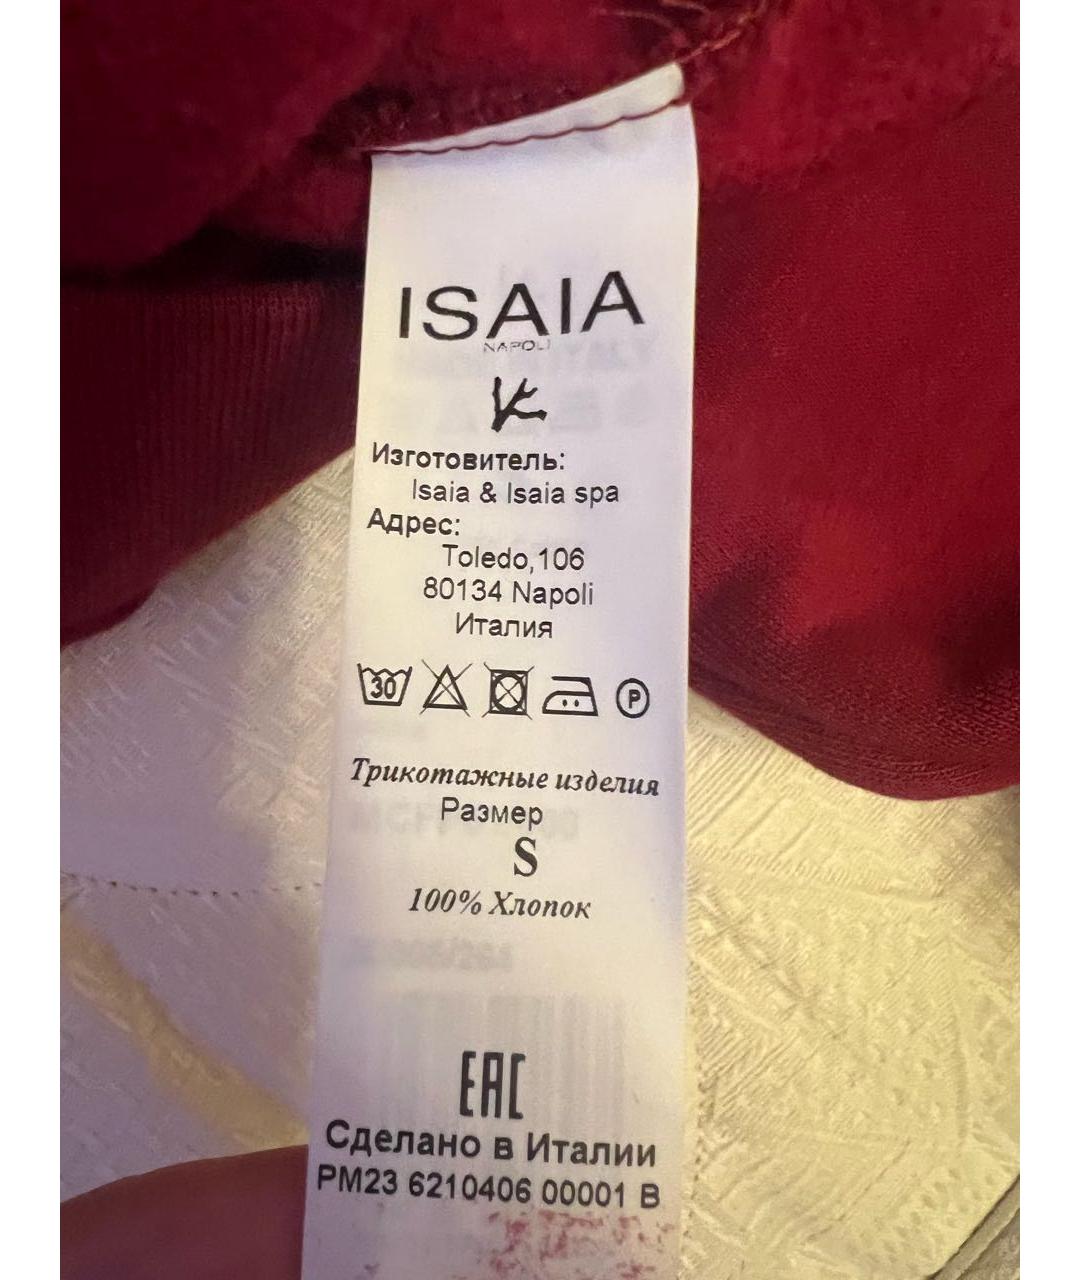 ISAIA
NAPOLI
Изготовитель:
Isaia & Isaia spa
Адрес:
Toledo,106
80134 Napoli
Италия
30 P
Трикотажные изделия
Размер
S
100% Хлопок
EAC
Сделано в Италии
PM23 6210406 00001 B